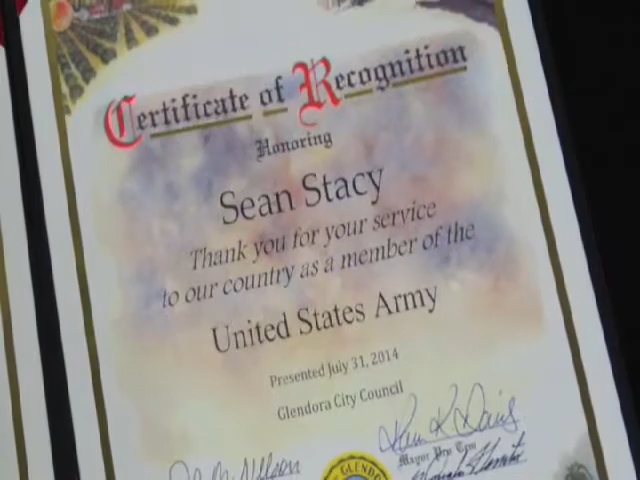 Certificate of Recognition
Honoring
Sean Stacy
Thank you for your service
to our country as a member of the
United States Army
Presented July 31, 2014
Glendora City Council
Mayor Pro Tem
GLENDO